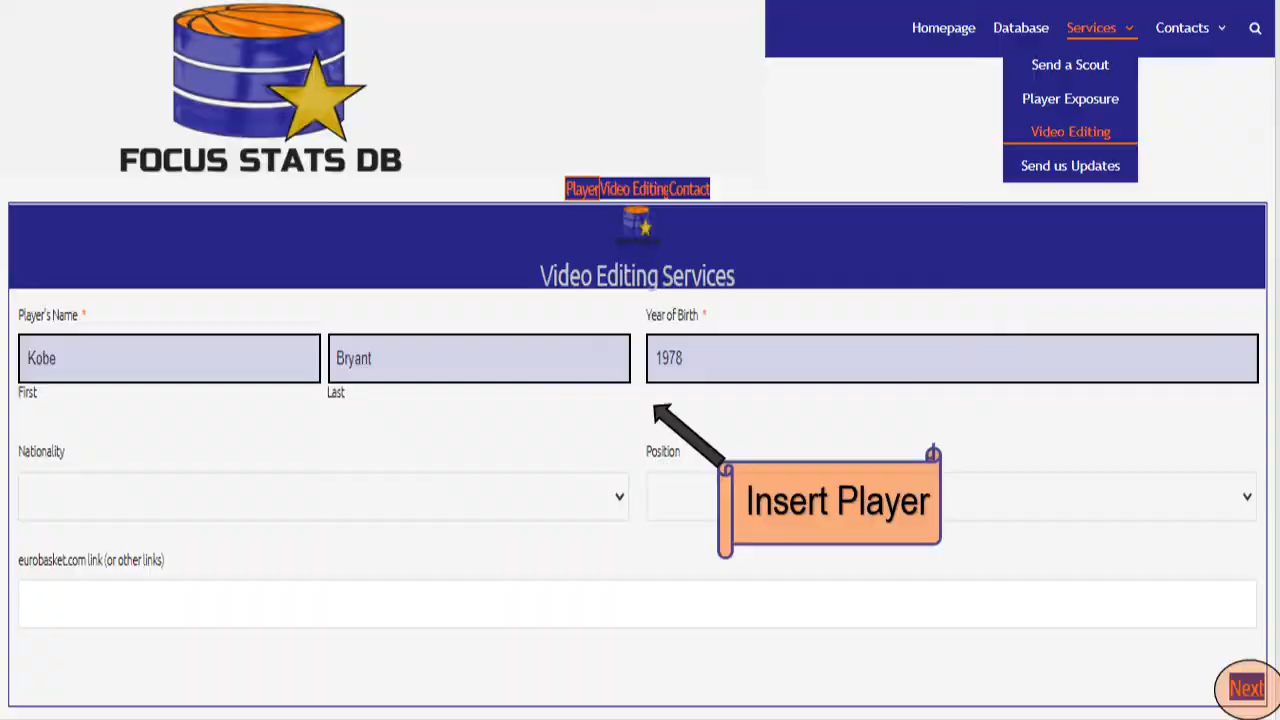 Homepage Database Services Contacts
Send a Scout
Player Exposure
Video Editing
Send us Updates
FOCUS STATS DB
Player Video Editing Contact
Video Editing Services
Player's Name * Year of Birth *
Kobe Bryant 1978
First Last
Nationality Position
Insert Player
eurobasket.com link (or other links)
Next